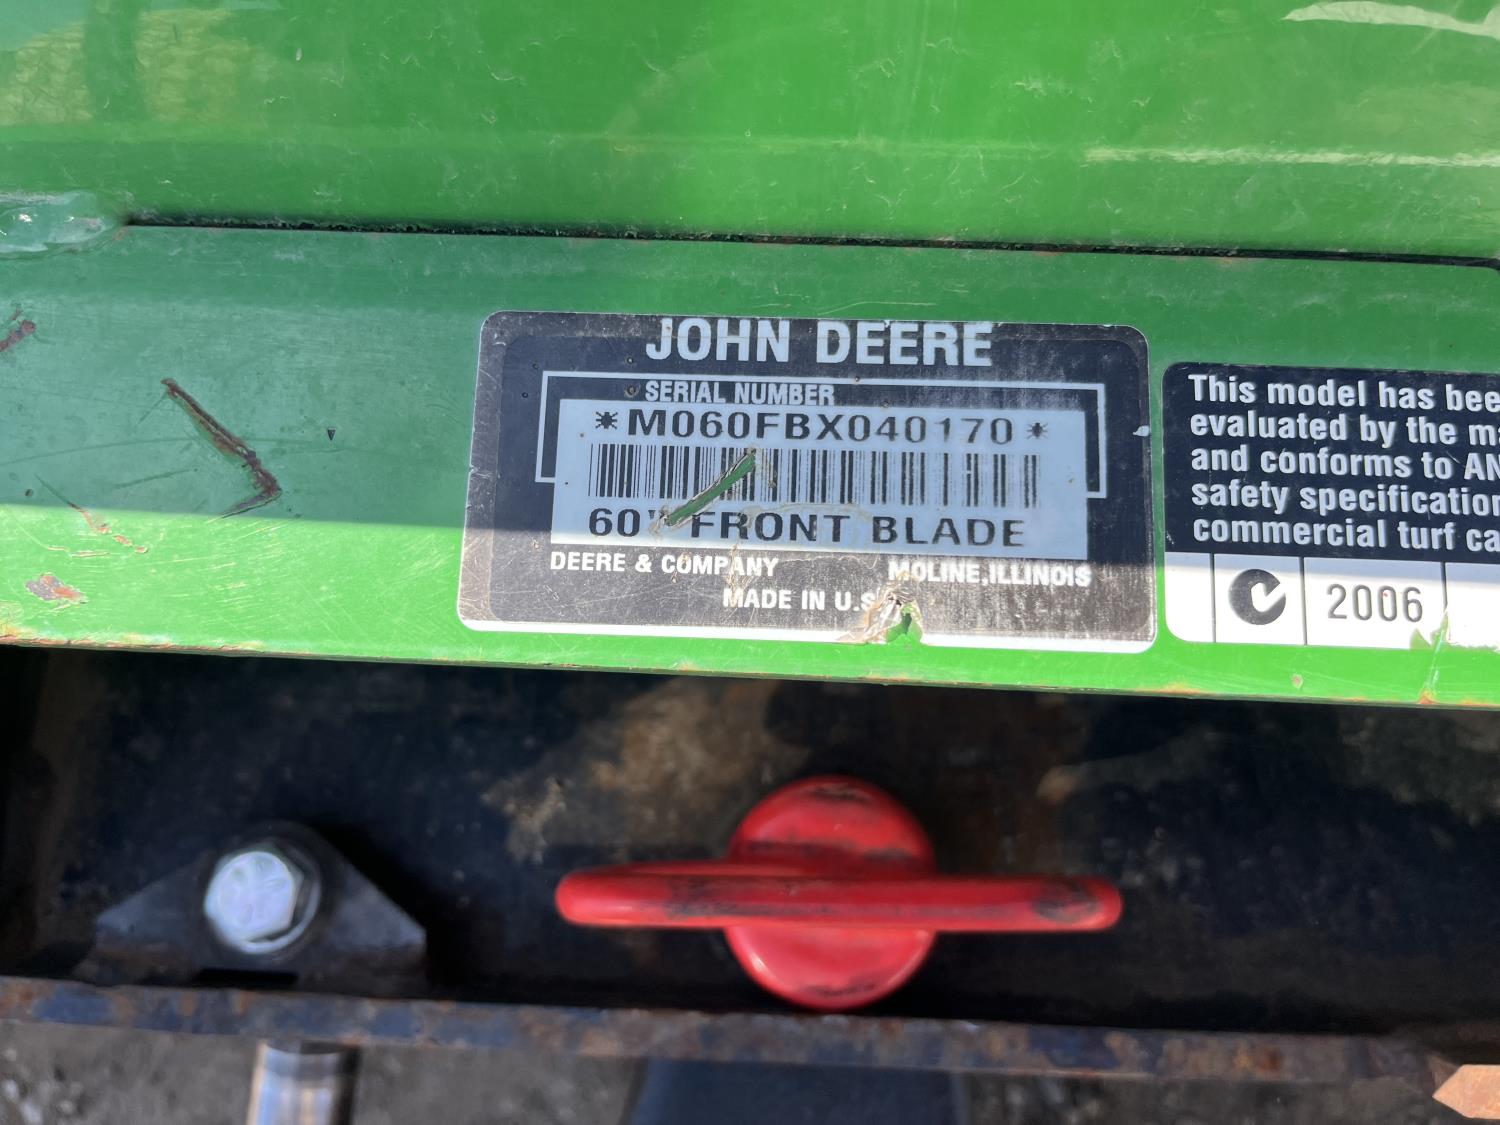 JOHN DEERE
SERIAL NUMBER
*M060FBX040170*
60" FRONT BLADE
DEERE & COMPANY MOLINE, ILLINOIS
MADE IN U.S
This model has bee
evaluated by the ma
and conforms to AN
safety specification
commercial turf ca
2006